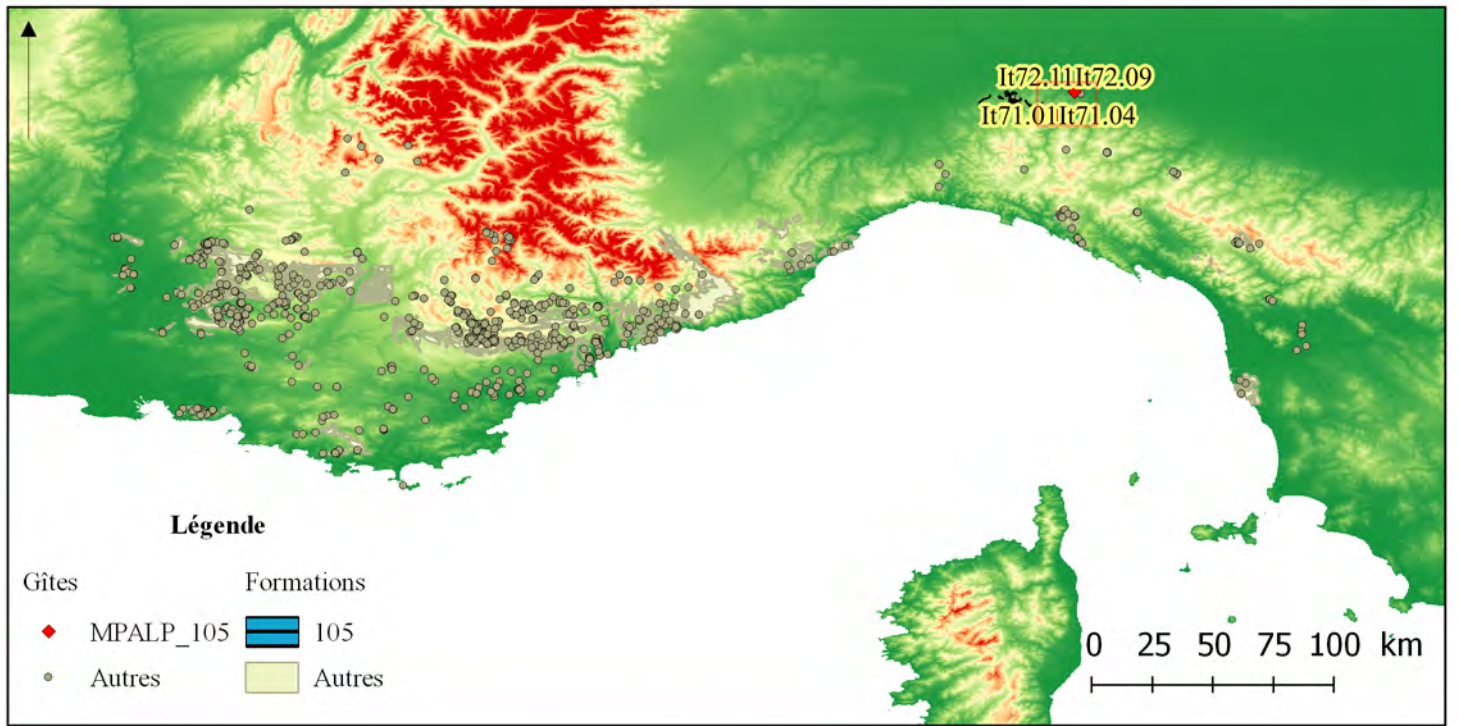 It72.11It72.09
It71.01It71.04
Légende
Gîtes Formations
MPALP_105 105
Autres Autres
0 25 50 75 100 km